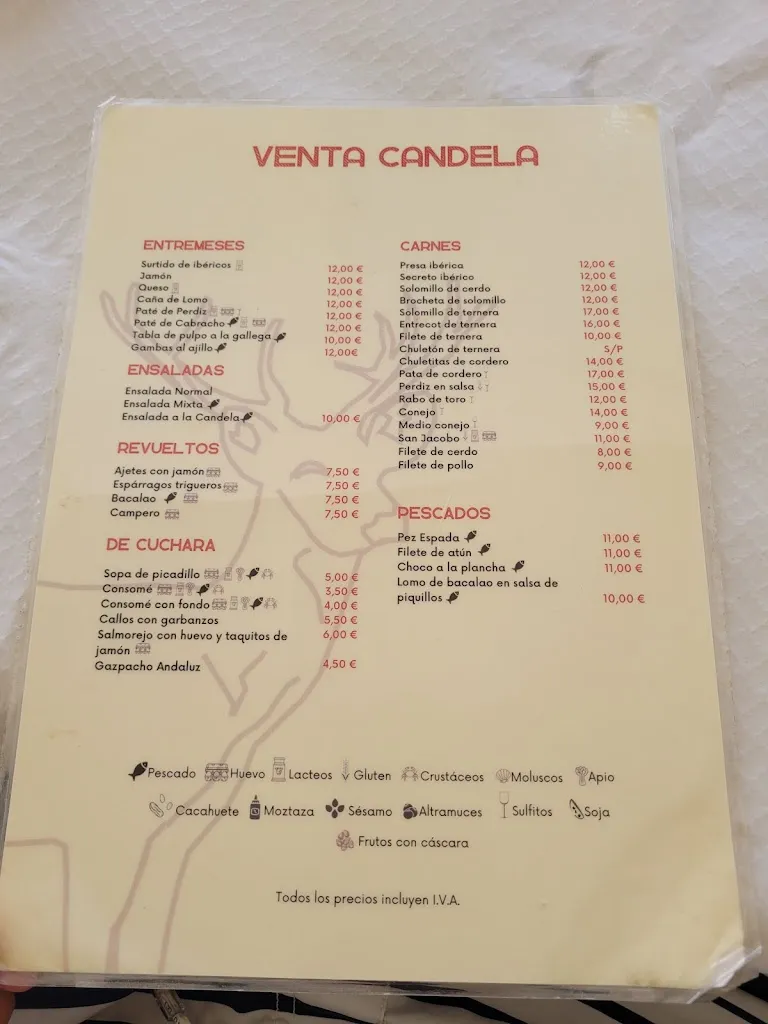 VENTA CANDELA
ENTREMESES
Surtido de ibéricos 12,00 €
Jamón 12,00 €
Queso 12,00 €
Caña de Lomo 12,00 €
Paté de Perdiz 12,00 €
Paté de Cabracho 12,00 €
Tabla de pulpo a la gallega 10,00 €
Gambas al ajillo 12,00€
ENSALADAS
Ensalada Normal
Ensalada Mixta
Ensalada a la Candela 10,00 €
REVUELTOS
Ajetes con jamón 7,50 €
Espárragos trigueros 7,50 €
Bacalao 7,50 €
Campero 7,50 €
DE CUCHARA
Sopa de picadillo 5,00 €
Consomé 3,50 €
Consomé con fondo 4,00 €
Callos con garbanzos 5,50 €
Salmorejo con huevo y taquitos de 6,00 €
jamón
Gazpacho Andaluz 4,50 €
CARNES
Presa ibérica 12,00 €
Secreto ibérico 12,00 €
Solomillo de cerdo 12,00 €
Brocheta de solomillo 12,00 €
Solomillo de ternera 17,00 €
Entrecot de ternera 16,00 €
Filete de ternera 10,00 €
Chuletón de ternera S/P
Chuletitas de cordero 14,00 €
Pata de cordero 17,00 €
Perdiz en salsa 15,00 €
Rabo de toro 12,00 €
Conejo 14,00 €
Medio conejo 9,00 €
San Jacobo 11,00 €
Filete de cerdo 8,00 €
Filete de pollo 9,00 €
PESCADOS
Pez Espada 11,00 €
Filete de atún 11,00 €
Choco a la plancha 11,00 €
Lomo de bacalao en salsa de
piquillos 10,00 €
Pescado Huevo Lacteos Gluten Crustáceos Moluscos Apio
Cacahuete Moztaza Sésamo Altramuces Sulfitos Soja
Frutos con cáscara
Todos los precios incluyen I.V.A.